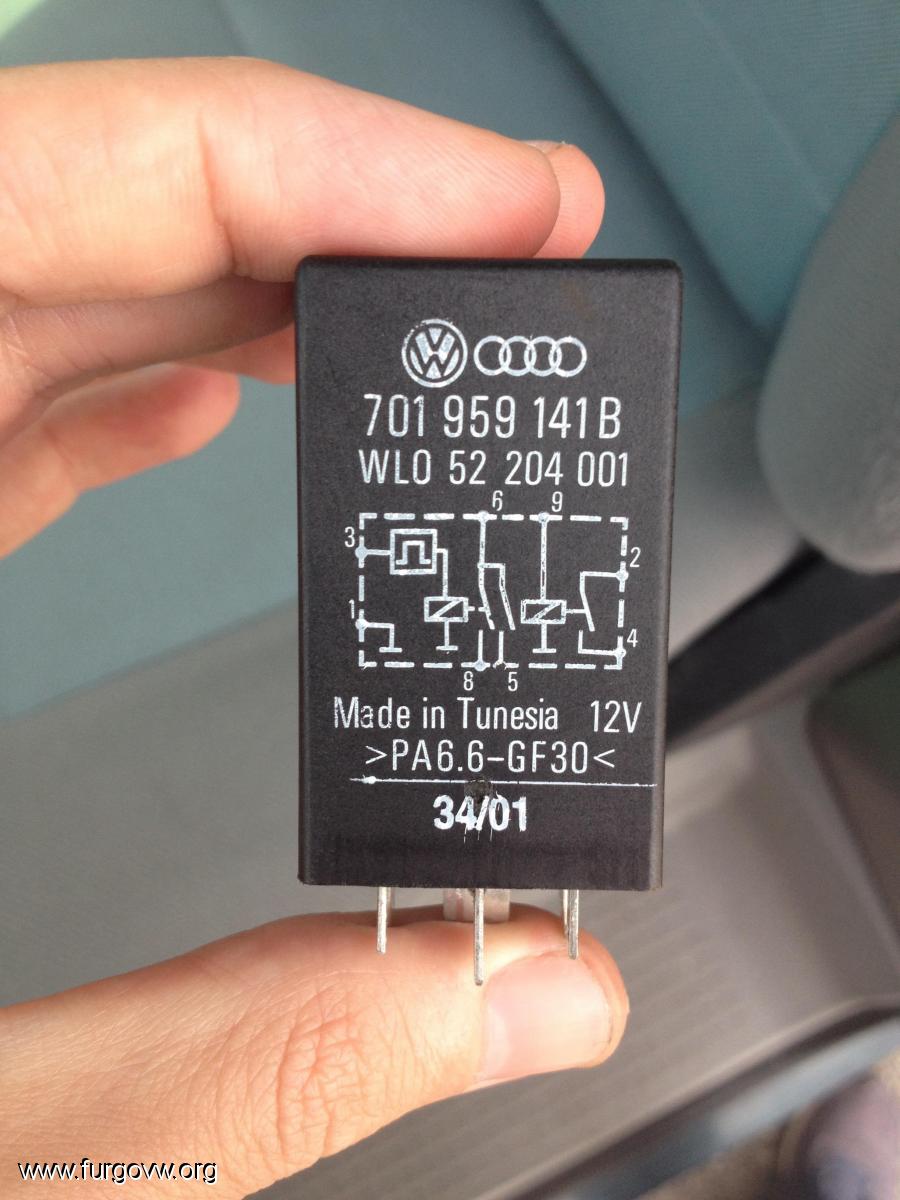 701 959 141 B
WLO 52 204 001
6 9
3
2
1
4
8 5
Made in Tunesia 12V
>PA6.6-GF30<
34/01
www.furgovw.org